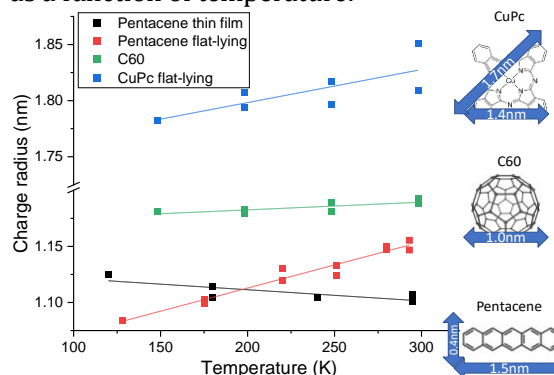 as a function of temperature.
Pentacene thin film
Pentacene flat-lying
C60
CuPc flat-lying
Charge radius (nm)
1.85
1.80
1.75
1.15
1.10
100
150
200
250
300
Temperature (K)
CuPc
1.7nm
Cu
N
N
N
N
N
N
1.4nm
C60
1.0nm
Pentacene
0.4nm
1.5nm